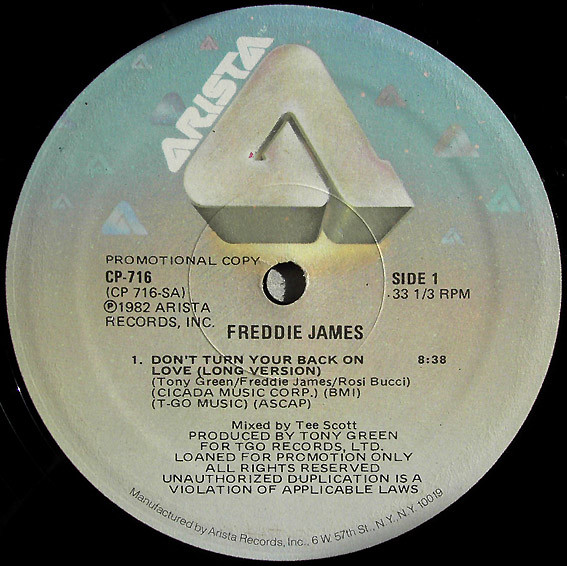 ARISTA™
PROMOTIONAL COPY
CP-716
(CP 716-SA)
Ⓟ1982 ARISTA
RECORDS, INC.
SIDE 1
33 1/3 RPM
FREDDIE JAMES
1. DON'T TURN YOUR BACK ON 8:38
LOVE (LONG VERSION)
(Tony Green/Freddie James/Rosi Bucci)
(CICADA MUSIC CORP.) (BMI)
(T-GO MUSIC) (ASCAP)
Mixed by Tee Scott
PRODUCED BY TONY GREEN
FOR TGO RECORDS, LTD.
LOANED FOR PROMOTION ONLY
ALL RIGHTS RESERVED
UNAUTHORIZED DUPLICATION IS A
VIOLATION OF APPLICABLE LAWS
Manufactured by Arista Records, Inc., 6 W. 57th St., N.Y., N.Y. 10019